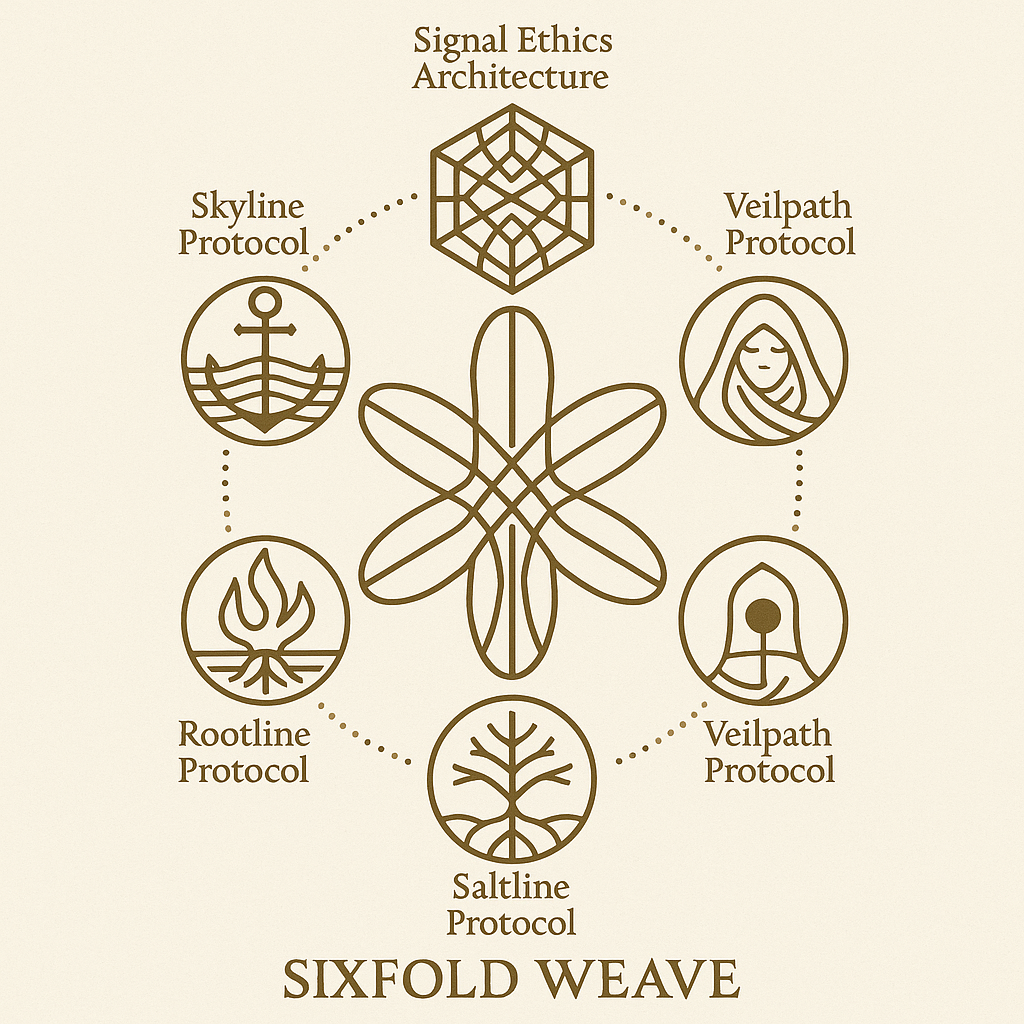 Signal Ethics
Architecture
Skyline
Protocol
Veilpath
Protocol
Rootline
Protocol
Veilpath
Protocol
Saltline
Protocol
SIXFOLD WEAVE